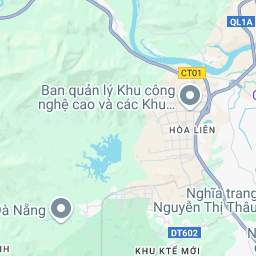 QL1A
CT01
Ban quản lý Khu công
nghệ cao và các Khu...
HÒA LIÊN
Nghĩa trang
Nguyễn Thị Thâu
Đà Nẵng
DT602
KHU KTẾ MỚI